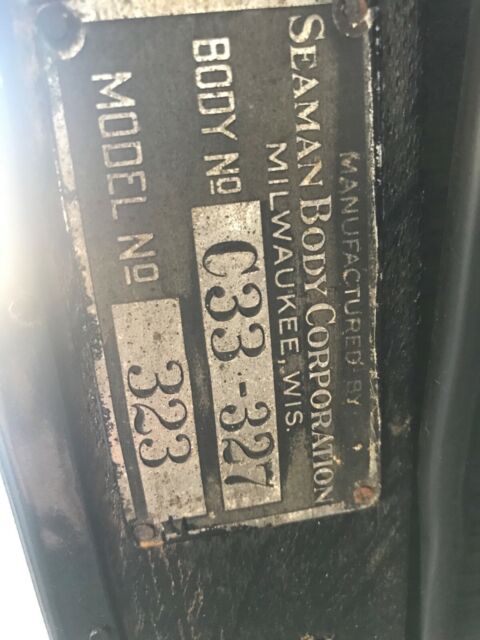 MANUFACTURED BY
SEAMAN BODY CORPORATION
MILWAUKEE, WIS.
BODY NO C33-327
MODEL NO 323